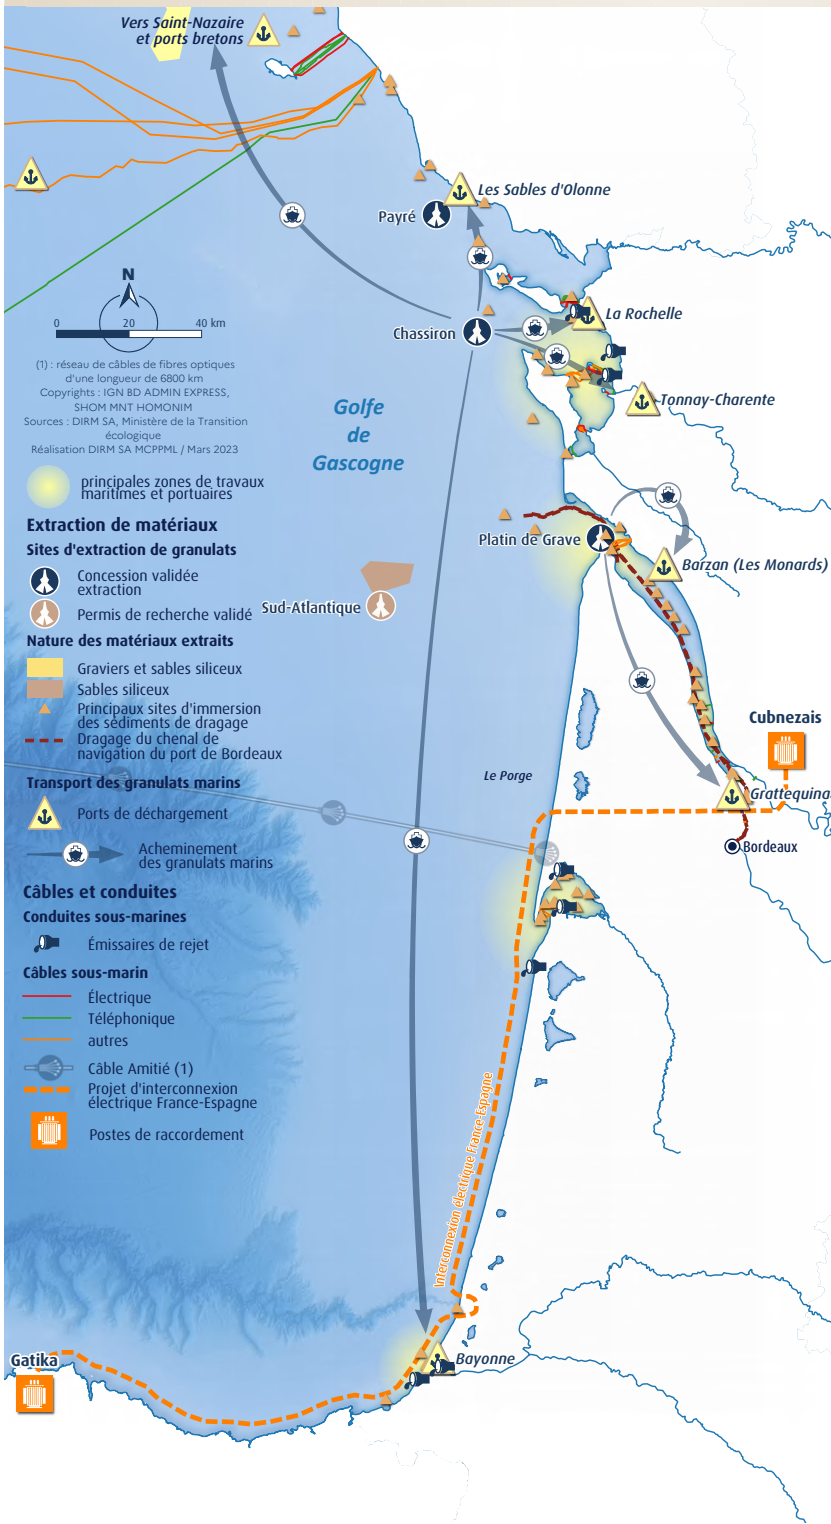 Vers Saint-Nazaire
et ports bretons
Les Sables d'Olonne
Payré
N
0 20 40 km
Chassiron
La Rochelle
(1) : réseau de câbles de fibres optiques
d'une longueur de 6800 km
Copyrights : IGN BD ADMIN EXPRESS,
SHOM MNT HOMONIM
Sources : DIRM SA, Ministère de la Transition
écologique
Réalisation DIRM SA MCPPML / Mars 2023
Golfe
de
Gascogne
Tonnay-Charente
principales zones de travaux
maritimes et portuaires
Extraction de matériaux
Sites d'extraction de granulats
Concession validée
extraction
Permis de recherche validé
Sud-Atlantique
Platin de Grave
Barzan (Les Monards)
Nature des matériaux extraits
Graviers et sables siliceux
Sables siliceux
Principaux sites d'immersion
des sédiments de dragage
Dragage du chenal de
navigation du port de Bordeaux
Cubnezais
Le Porge
Transport des granulats marins
Ports de déchargement
Grattequina
Acheminement
des granulats marins
Bordeaux
Câbles et conduites
Conduites sous-marines
Émissaires de rejet
Câbles sous-marin
Électrique
Téléphonique
autres
Câble Amitié (1)
Projet d'interconnexion
électrique France-Espagne
Postes de raccordement
Interconnexion électrique France-Espagne
Gatika
Bayonne